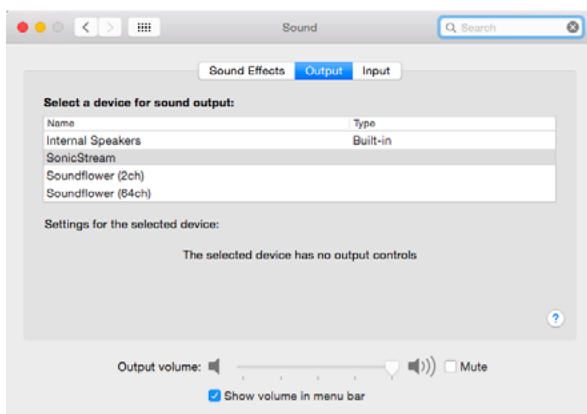 Sound
Search
Sound Effects Output Input
Select a device for sound output:
Name Type
Internal Speakers Built-in
SonicStream
Soundflower (2ch)
Soundflower (64ch)
Settings for the selected device:
The selected device has no output controls
?
Output volume: Mute
Show volume in menu bar